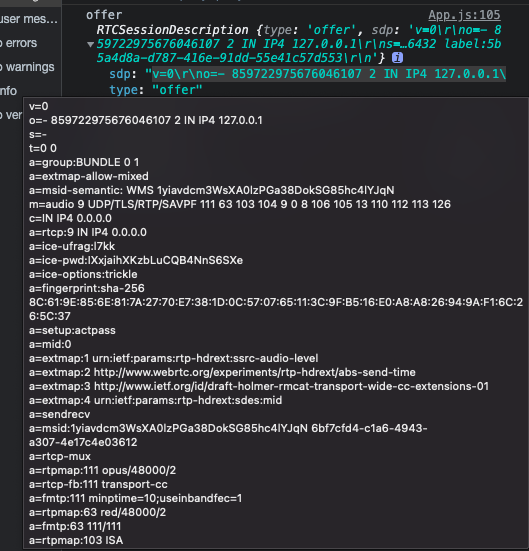 offer App.js:105
user mes…
RTCSessionDescription {type: 'offer', sdp: 'v=0\r\no=- 8
59722975676046107 2 IN IP4 127.0.0.1\r\ns=…6432 label:5b
5a4d8a-d787-416e-91dd-55e41c57d553\r\n'}
o errors
o warnings
sdp: "v=0\r\no=- 859722975676046107 2 IN IP4 127.0.0.1\
nfo
type: "offer"
o ver
v=0
o=- 859722975676046107 2 IN IP4 127.0.0.1
s=-
t=0 0
a=group:BUNDLE 0 1
a=extmap-allow-mixed
a=msid-semantic: WMS 1yiavdcm3WsXA0lzPGa38DokSG85hc4lYJqN
m=audio 9 UDP/TLS/RTP/SAVPF 111 63 103 104 9 0 8 106 105 13 110 112 113 126
c=IN IP4 0.0.0.0
a=rtcp:9 IN IP4 0.0.0.0
a=ice-ufrag:l7kk
a=ice-pwd:IXxjaihXKzbLuCQB4NnS6SXe
a=ice-options:trickle
a=fingerprint:sha-256
8C:61:9E:85:6E:81:7A:27:70:E7:38:1D:0C:57:07:65:11:3C:9F:B5:16:E0:A8:A8:26:94:9A:F1:6C:2
6:5C:37
a=setup:actpass
a=mid:0
a=extmap:1 urn:ietf:params:rtp-hdrext:ssrc-audio-level
a=extmap:2 http://www.webrtc.org/experiments/rtp-hdrext/abs-send-time
a=extmap:3 http://www.ietf.org/id/draft-holmer-rmcat-transport-wide-cc-extensions-01
a=extmap:4 urn:ietf:params:rtp-hdrext:sdes:mid
a=sendrecv
a=msid:1yiavdcm3WsXA0lzPGa38DokSG85hc4lYJqN 6bf7cfd4-c1a6-4943-
a307-4e17c4e03612
a=rtcp-mux
a=rtpmap:111 opus/48000/2
a=rtcp-fb:111 transport-cc
a=fmtp:111 minptime=10;useinbandfec=1
a=rtpmap:63 red/48000/2
a=fmtp:63 111/111
a=rtpmap:103 ISA